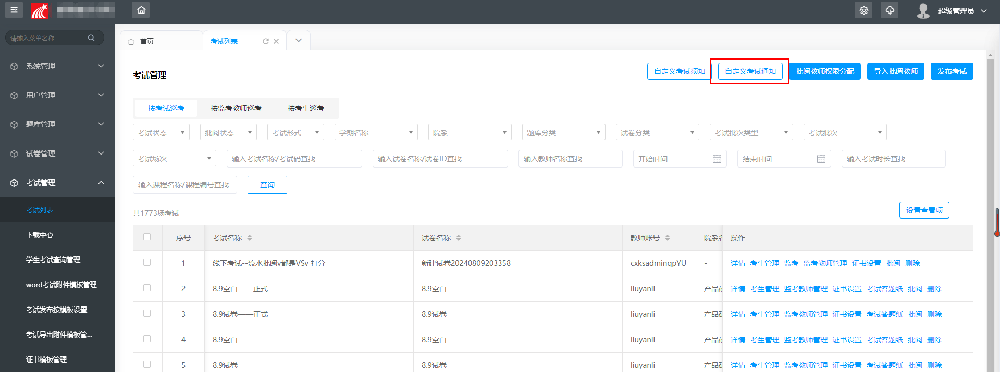 超级管理员
请输入菜单名称
系统管理
用户管理
题库管理
试卷管理
考试管理
考试列表
下载中心
学生考试查询管理
word考试附件模板管理
考试发布按模板设置
考试导出附件模板管...
证书模板管理
首页
考试列表
考试管理
自定义考试须知 自定义考试通知 批阅教师权限分配 导入批阅教师 发布考试
按考试巡考 按监考教师巡考 按考生巡考
考试状态 批阅状态 考试形式 学期名称 院系 题库分类 试卷分类 考试批次类型 考试批次
考试场次 输入考试名称/考试码查找 输入试卷名称/试卷ID查找 输入教师名称查找 开始时间 - 结束时间 输入考试时长查找
输入课程名称/课程编号查找 查询
共1773场考试
设置查看项
序号 考试名称 试卷名称 教师账号 院系 操作
1 线下考试--流水批阅v都是VSv 打分 新建试卷20240809203358 cxksadminqpYU - 详情 考生管理 监考 监考教师管理 证书设置 批阅 删除
2 8.9空白——正式 8.9空白 liuyanli 产品 详情 考生管理 监考教师管理 证书设置 考试答题纸 批阅 删除
3 8.9试卷——正式 8.9试卷 liuyanli 产品 详情 考生管理 监考教师管理 证书设置 考试答题纸 批阅 删除
4 8.9空白 8.9空白 liuyanli 产品 详情 考生管理 监考教师管理 证书设置 考试答题纸 批阅 删除
5 8.9试卷 8.9试卷 liuyanli 产品 详情 考生管理 监考教师管理 证书设置 考试答题纸 批阅 删除